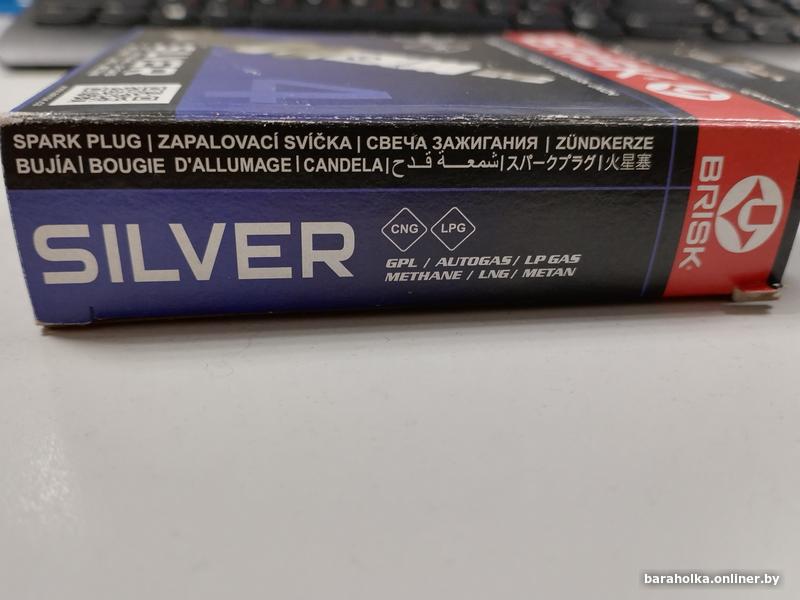 SILVER
SPARK PLUG | ZAPALOVACÍ SVÍČKA | СВЕЧА ЗАЖИГАНИЯ | ZÜNDKERZE
BUJÍA | BOUGIE D'ALLUMAGE | CANDELA | شمعة قدح | スパークプラグ | 火星塞
SILVER
CNG LPG
GPL / AUTOGAS / LP GAS
METHANE / LNG / METAN
BRISK
baraholka.onliner.by